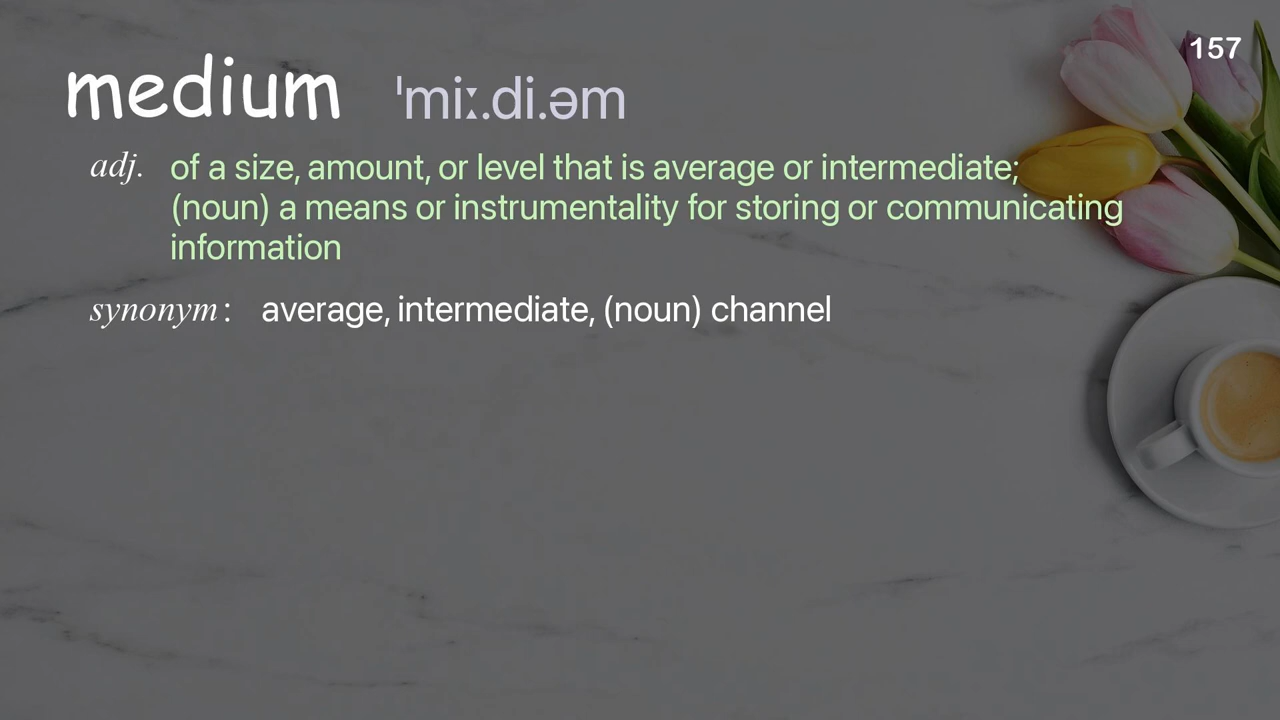 157
medium ˈmiː.di.əm
adj. of a size, amount, or level that is average or intermediate;
(noun) a means or instrumentality for storing or communicating
information
synonym: average, intermediate, (noun) channel